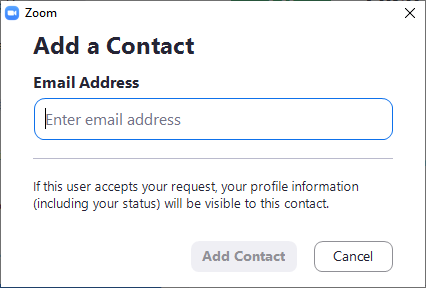 Zoom
Add a Contact
Email Address
Enter email address
If this user accepts your request, your profile information
(including your status) will be visible to this contact.
Add Contact
Cancel